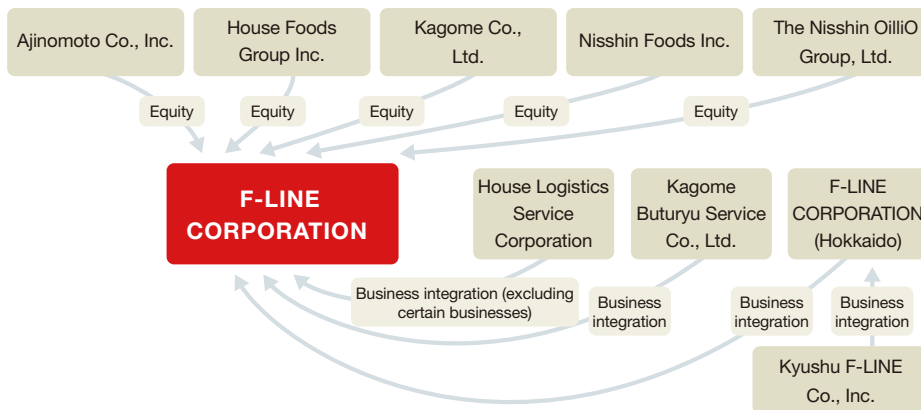 Ajinomoto Co., Inc.
House Foods
Group Inc.
Kagome Co.,
Ltd.
Nisshin Foods Inc.
The Nisshin OilliO
Group, Ltd.
Equity
Equity
Equity
Equity
Equity
F-LINE
CORPORATION
House Logistics
Service
Corporation
Kagome
Buturyu Service
Co., Ltd.
F-LINE
CORPORATION
(Hokkaido)
Business integration (excluding
certain businesses)
Business
integration
Business
integration
Business
integration
Kyushu F-LINE
Co., Inc.